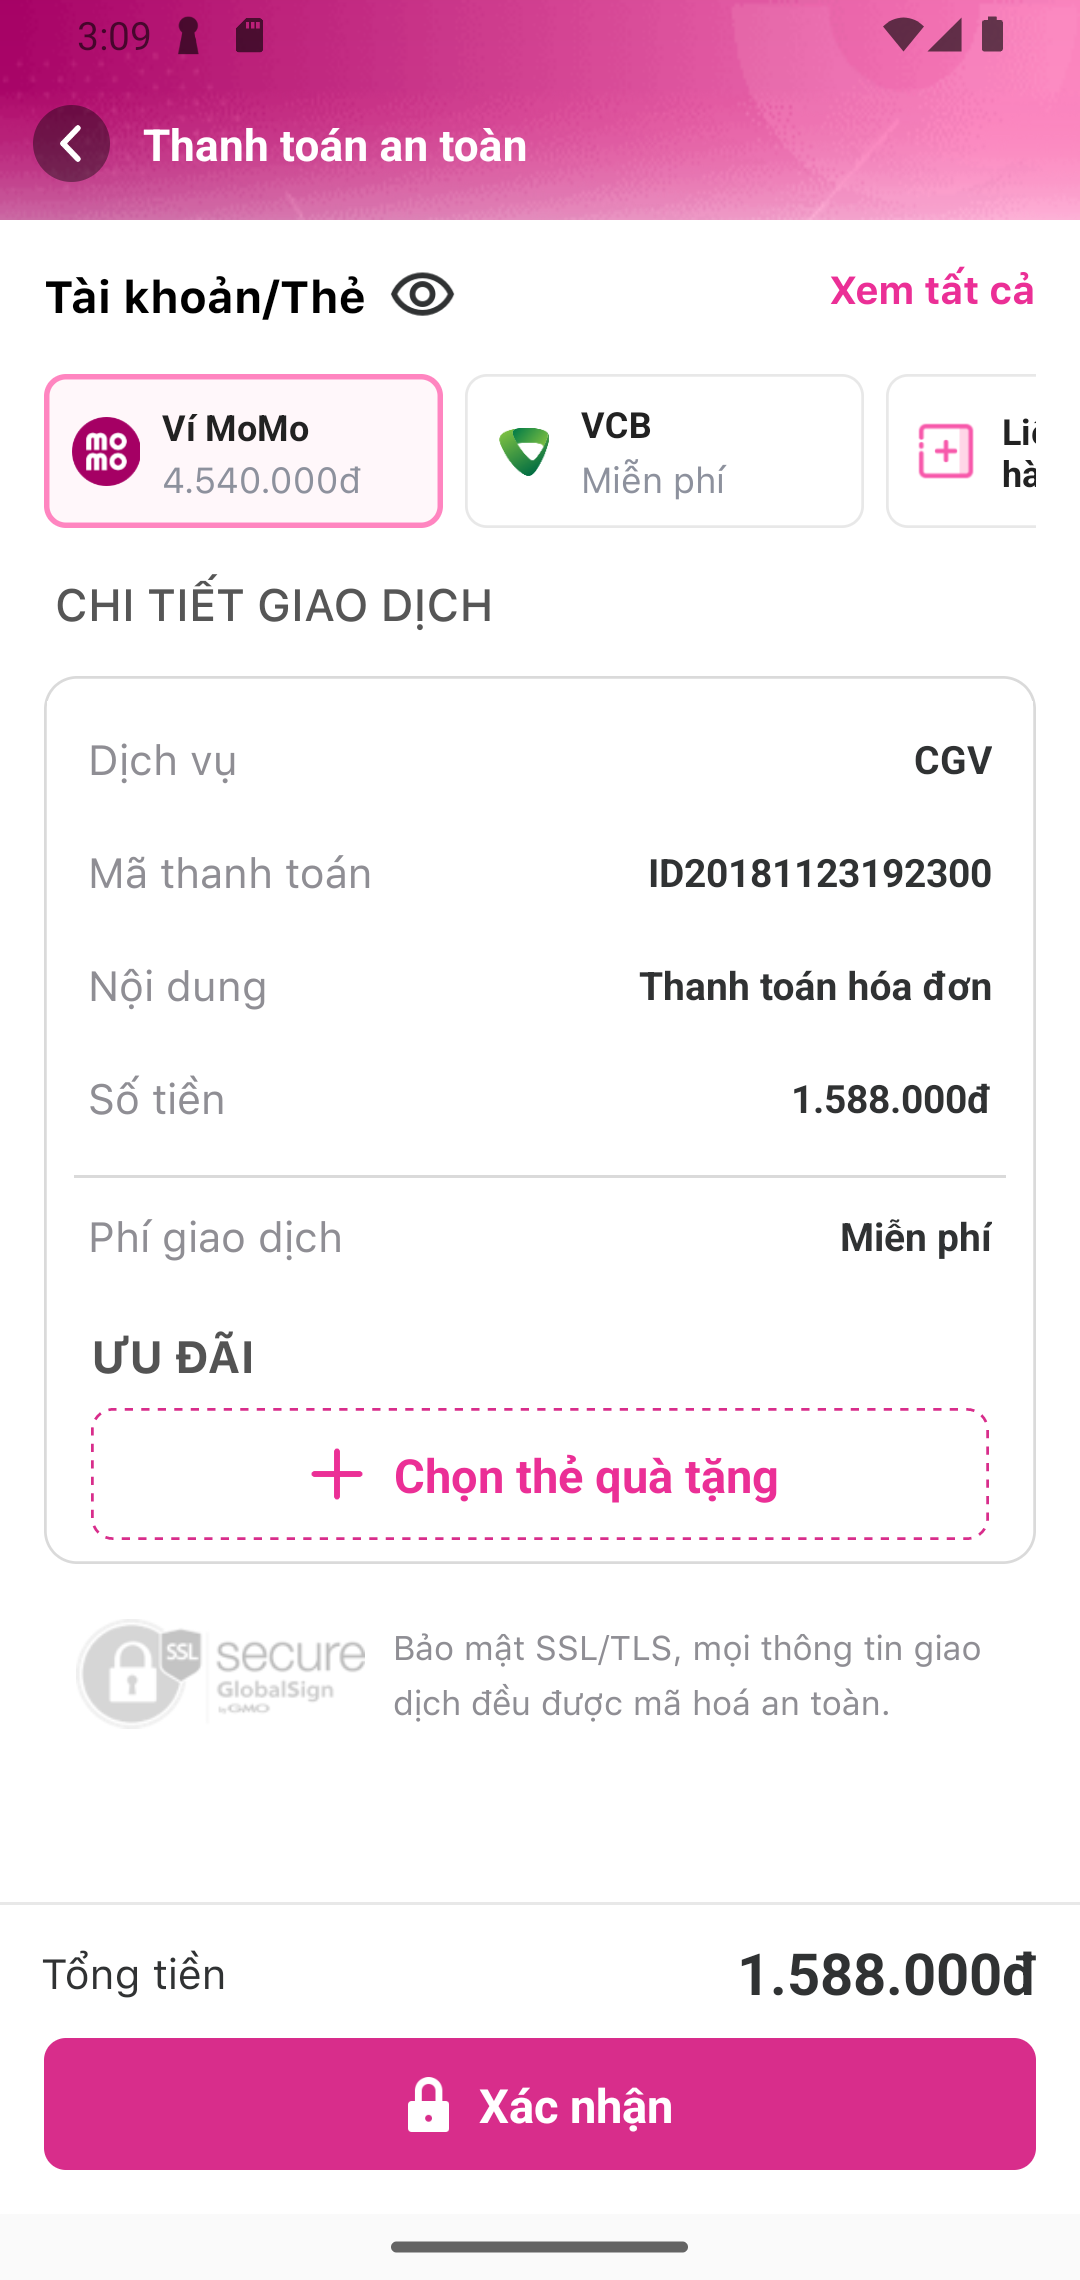 3:09
Thanh toán an toàn
Tài khoản/Thẻ
Xem tất cả
mo
mo
Ví MoMo
4.540.000đ
VCB
Miễn phí
CHI TIẾT GIAO DỊCH
Dịch vụ
CGV
Mã thanh toán
ID20181123192300
Nội dung
Thanh toán hóa đơn
Số tiền
1.588.000đ
Phí giao dịch
Miễn phí
ƯU ĐÃI
Chọn thẻ quà tặng
SSL
secure
GlobalSign
by GMO
Bảo mật SSL/TLS, mọi thông tin giao
dịch đều được mã hoá an toàn.
Tổng tiền
1.588.000đ
Xác nhận